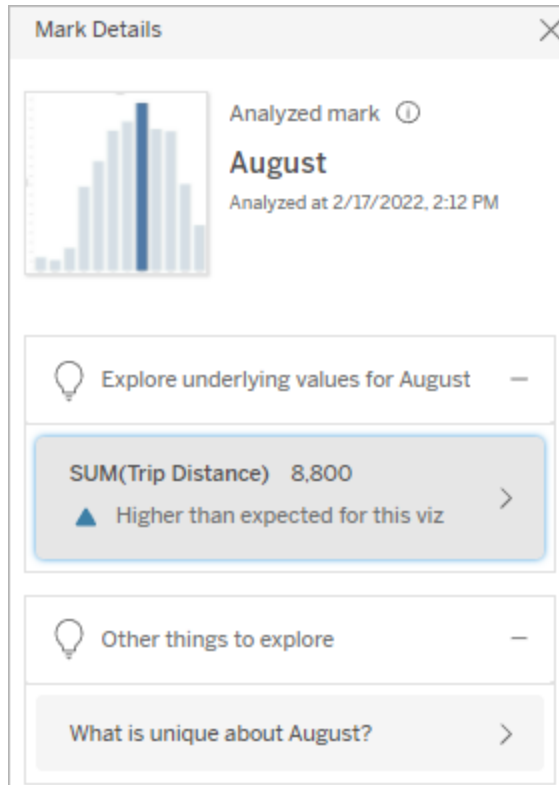 Mark Details
Analyzed mark
August
Analyzed at 2/17/2022, 2:12 PM
Explore underlying values for August
SUM(Trip Distance) 8,800
Higher than expected for this viz
Other things to explore
What is unique about August?